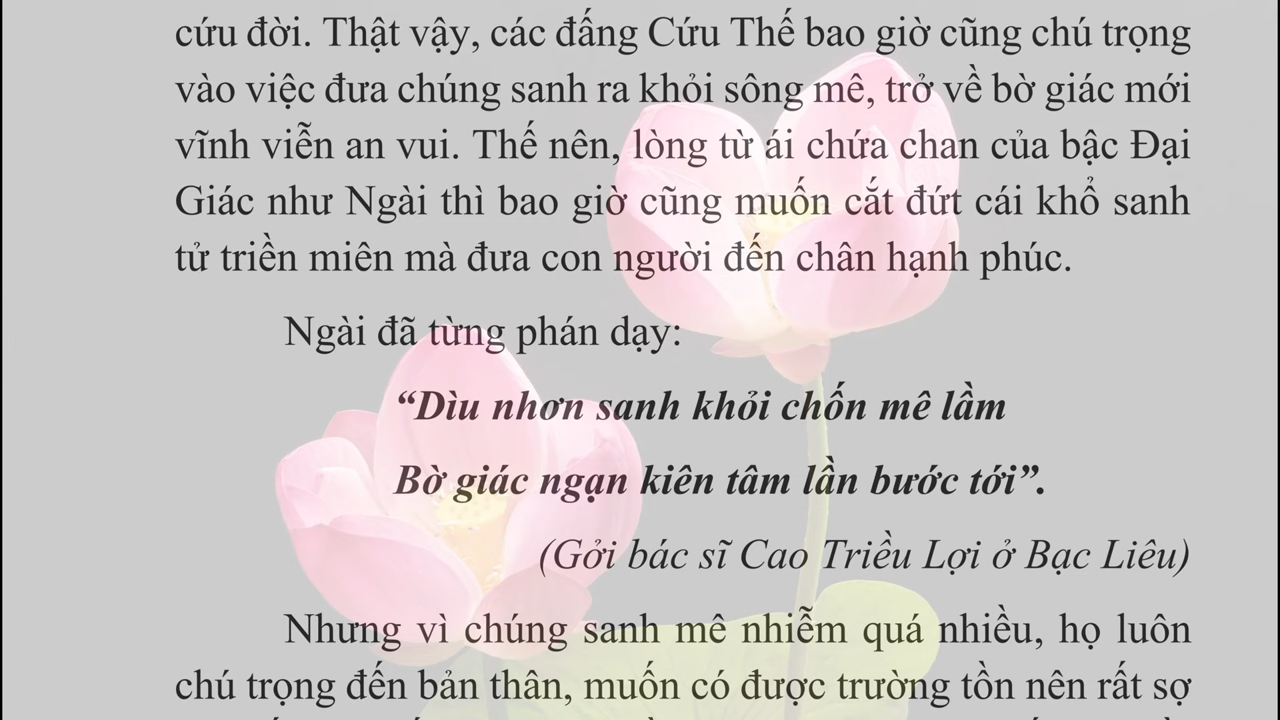 cứu đời. Thật vậy, các đấng Cứu Thế bao giờ cũng chú trọng
vào việc đưa chúng sanh ra khỏi sông mê, trở về bờ giác mới
vĩnh viễn an vui. Thế nên, lòng từ ái chứa chan của bậc Đại
Giác như Ngài thì bao giờ cũng muốn cắt đứt cái khổ sanh
tử triền miên mà đưa con người đến chân hạnh phúc.
Ngài đã từng phán dạy:
“Dìu nhơn sanh khỏi chốn mê lầm
Bờ giác ngạn kiên tâm lần bước tới”.
(Gởi bác sĩ Cao Triều Lợi ở Bạc Liêu)
Nhưng vì chúng sanh mê nhiễm quá nhiều, họ luôn
chú trọng đến bản thân, muốn có được trường tồn nên rất sợ